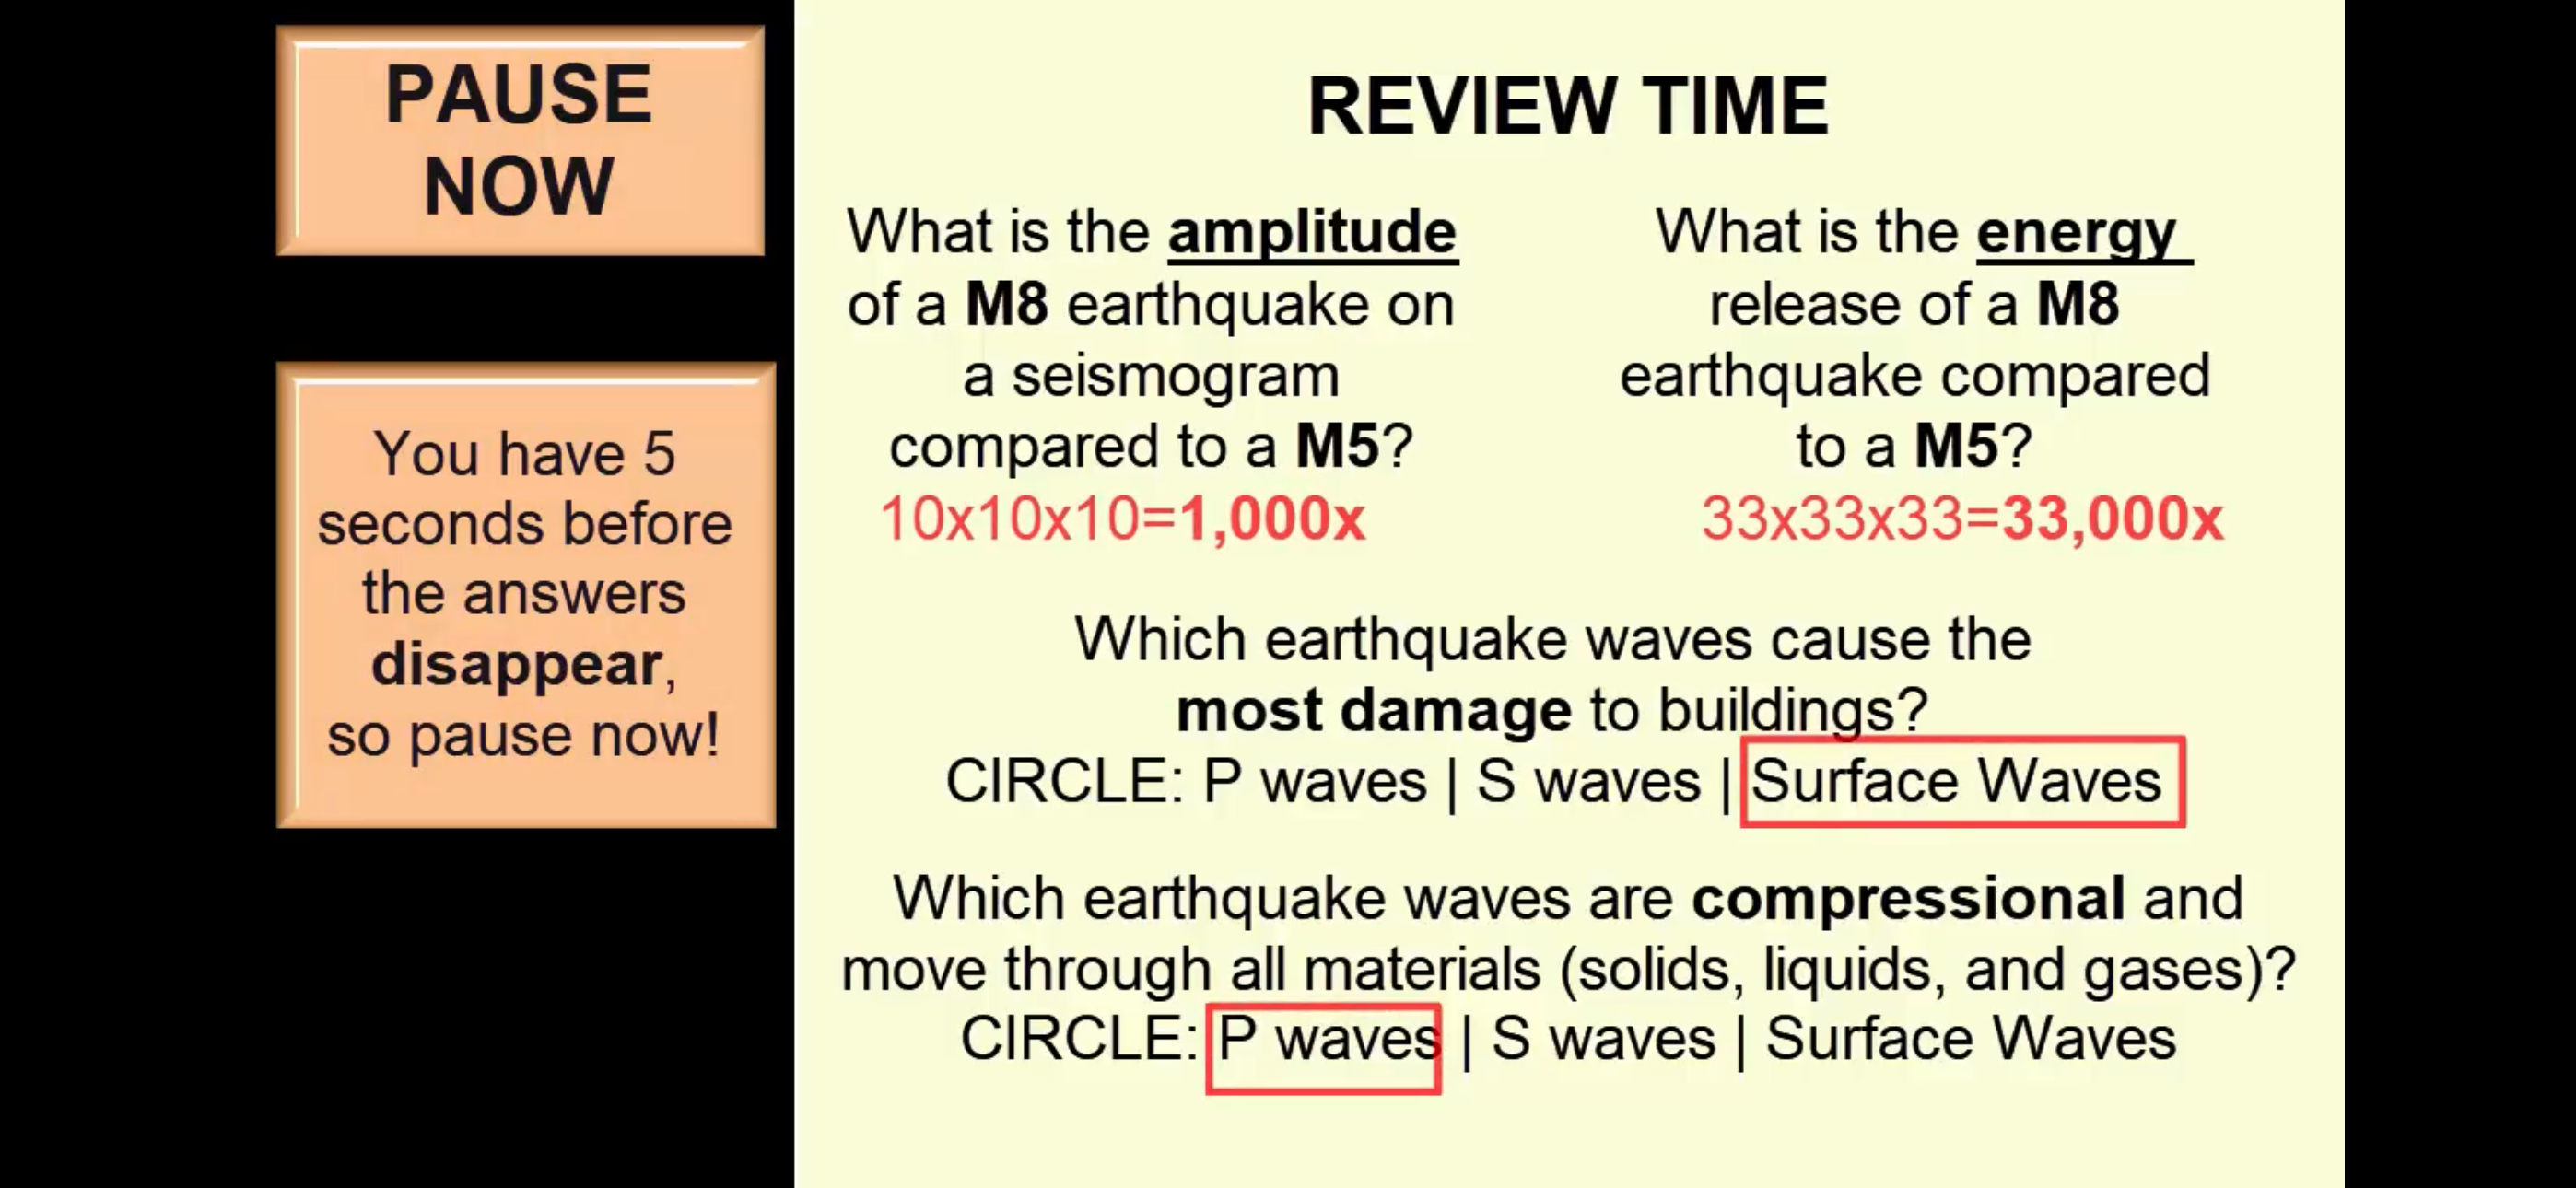 PAUSE
NOW
You have 5
seconds before
the answers
disappear,
so pause now!
REVIEW TIME
What is the amplitude
of a M8 earthquake on
a seismogram
compared to a M5?
10x10x10=1,000x
What is the energy
release of a M8
earthquake compared
to a M5?
33x33x33=33,000x
Which earthquake waves cause the
most damage to buildings?
CIRCLE: P waves | S waves | Surface Waves
Which earthquake waves are compressional and
move through all materials (solids, liquids, and gases)?
CIRCLE: P waves | S waves | Surface Waves